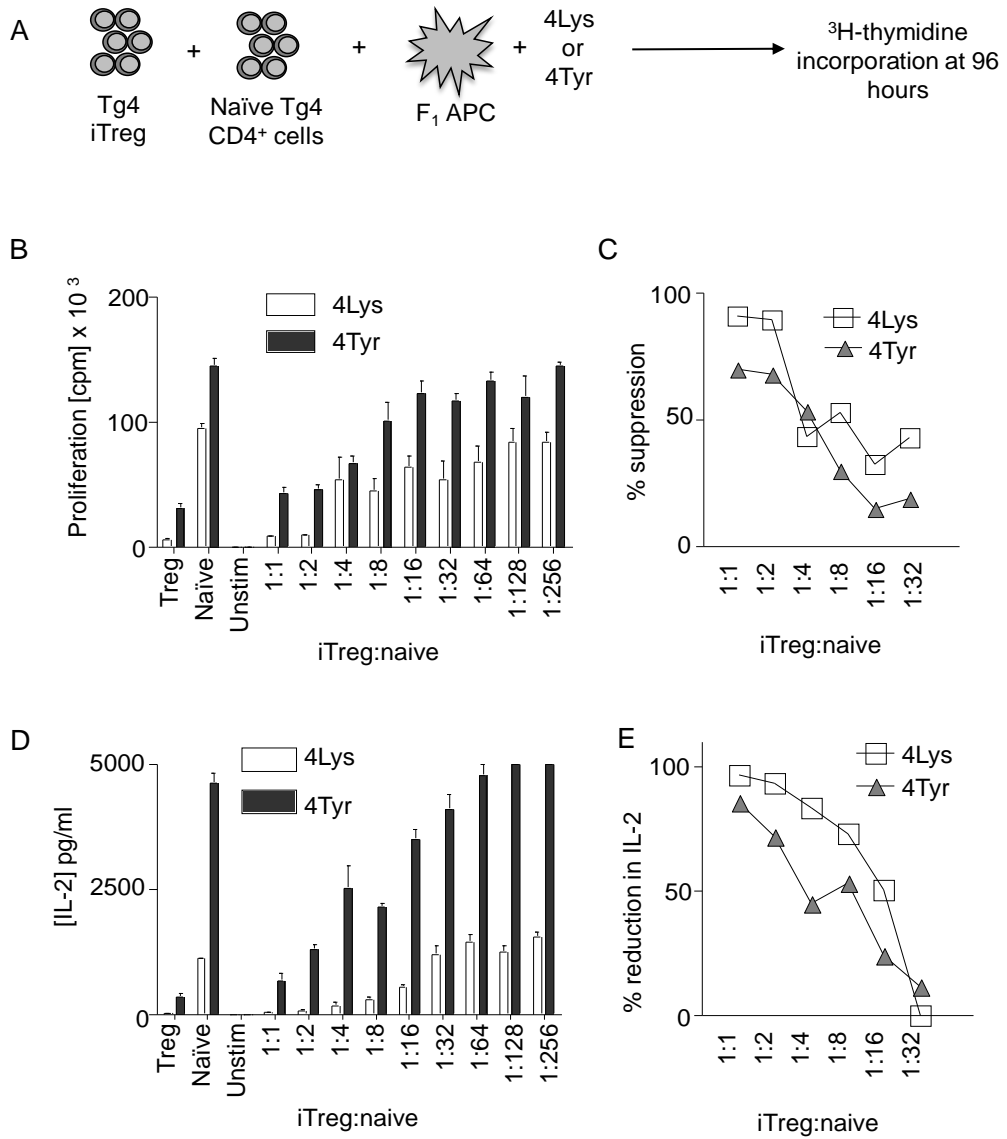 A
+
+
+
4Lys
or
4Tyr
³H-thymidine
incorporation at 96
hours
Tg4
iTreg
Naïve Tg4
CD4⁺ cells
F₁ APC
B
Proliferation [cpm] x 10 ³
200
100
0
4Lys
4Tyr
Treg
Naïve
Unstim
1:1
1:2
1:4
1:8
1:16
1:32
1:64
1:128
1:256
iTreg:naive
C
% suppression
100
50
0
4Lys
4Tyr
1:1
1:2
1:4
1:8
1:16
1:32
iTreg:naive
D
[IL-2] pg/ml
5000
2500
0
4Lys
4Tyr
Treg
Naïve
Unstim
1:1
1:2
1:4
1:8
1:16
1:32
1:64
1:128
1:256
iTreg:naive
E
% reduction in IL-2
100
50
0
4Lys
4Tyr
1:1
1:2
1:4
1:8
1:16
1:32
iTreg:naive